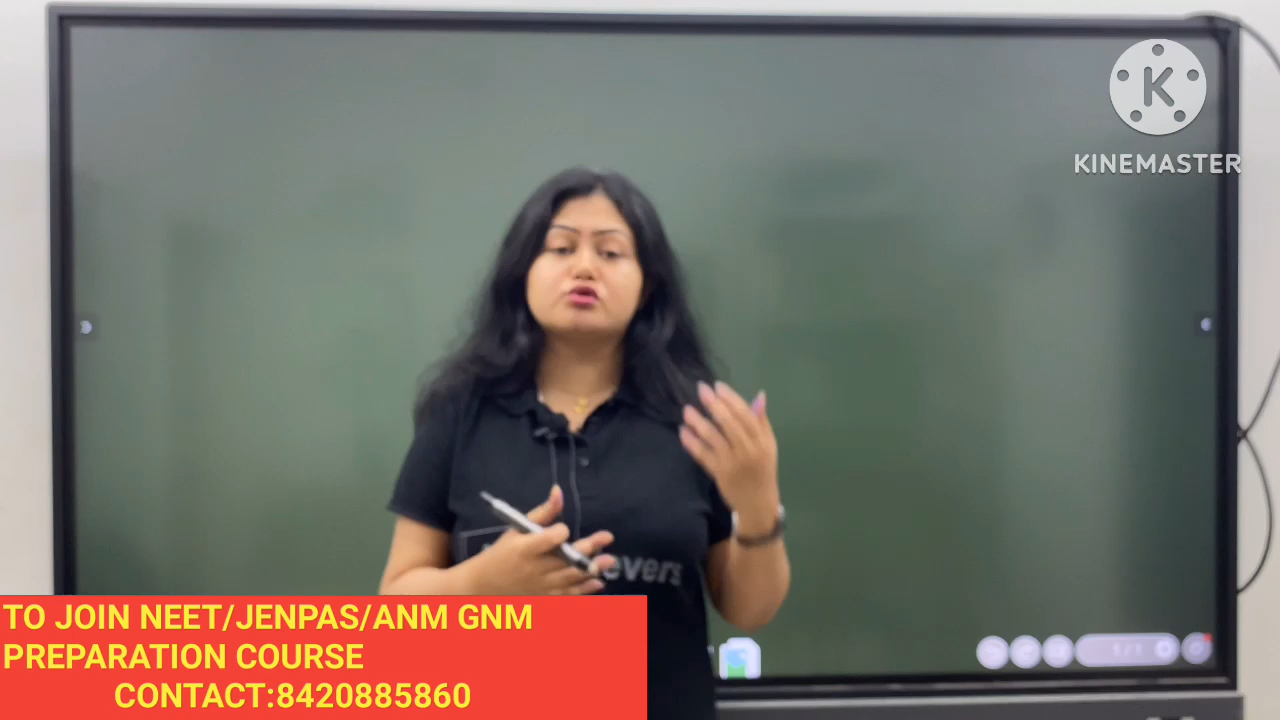 KINEMASTER
TO JOIN NEET/JENPAS/ANM GNM
PREPARATION COURSE
CONTACT:8420885860